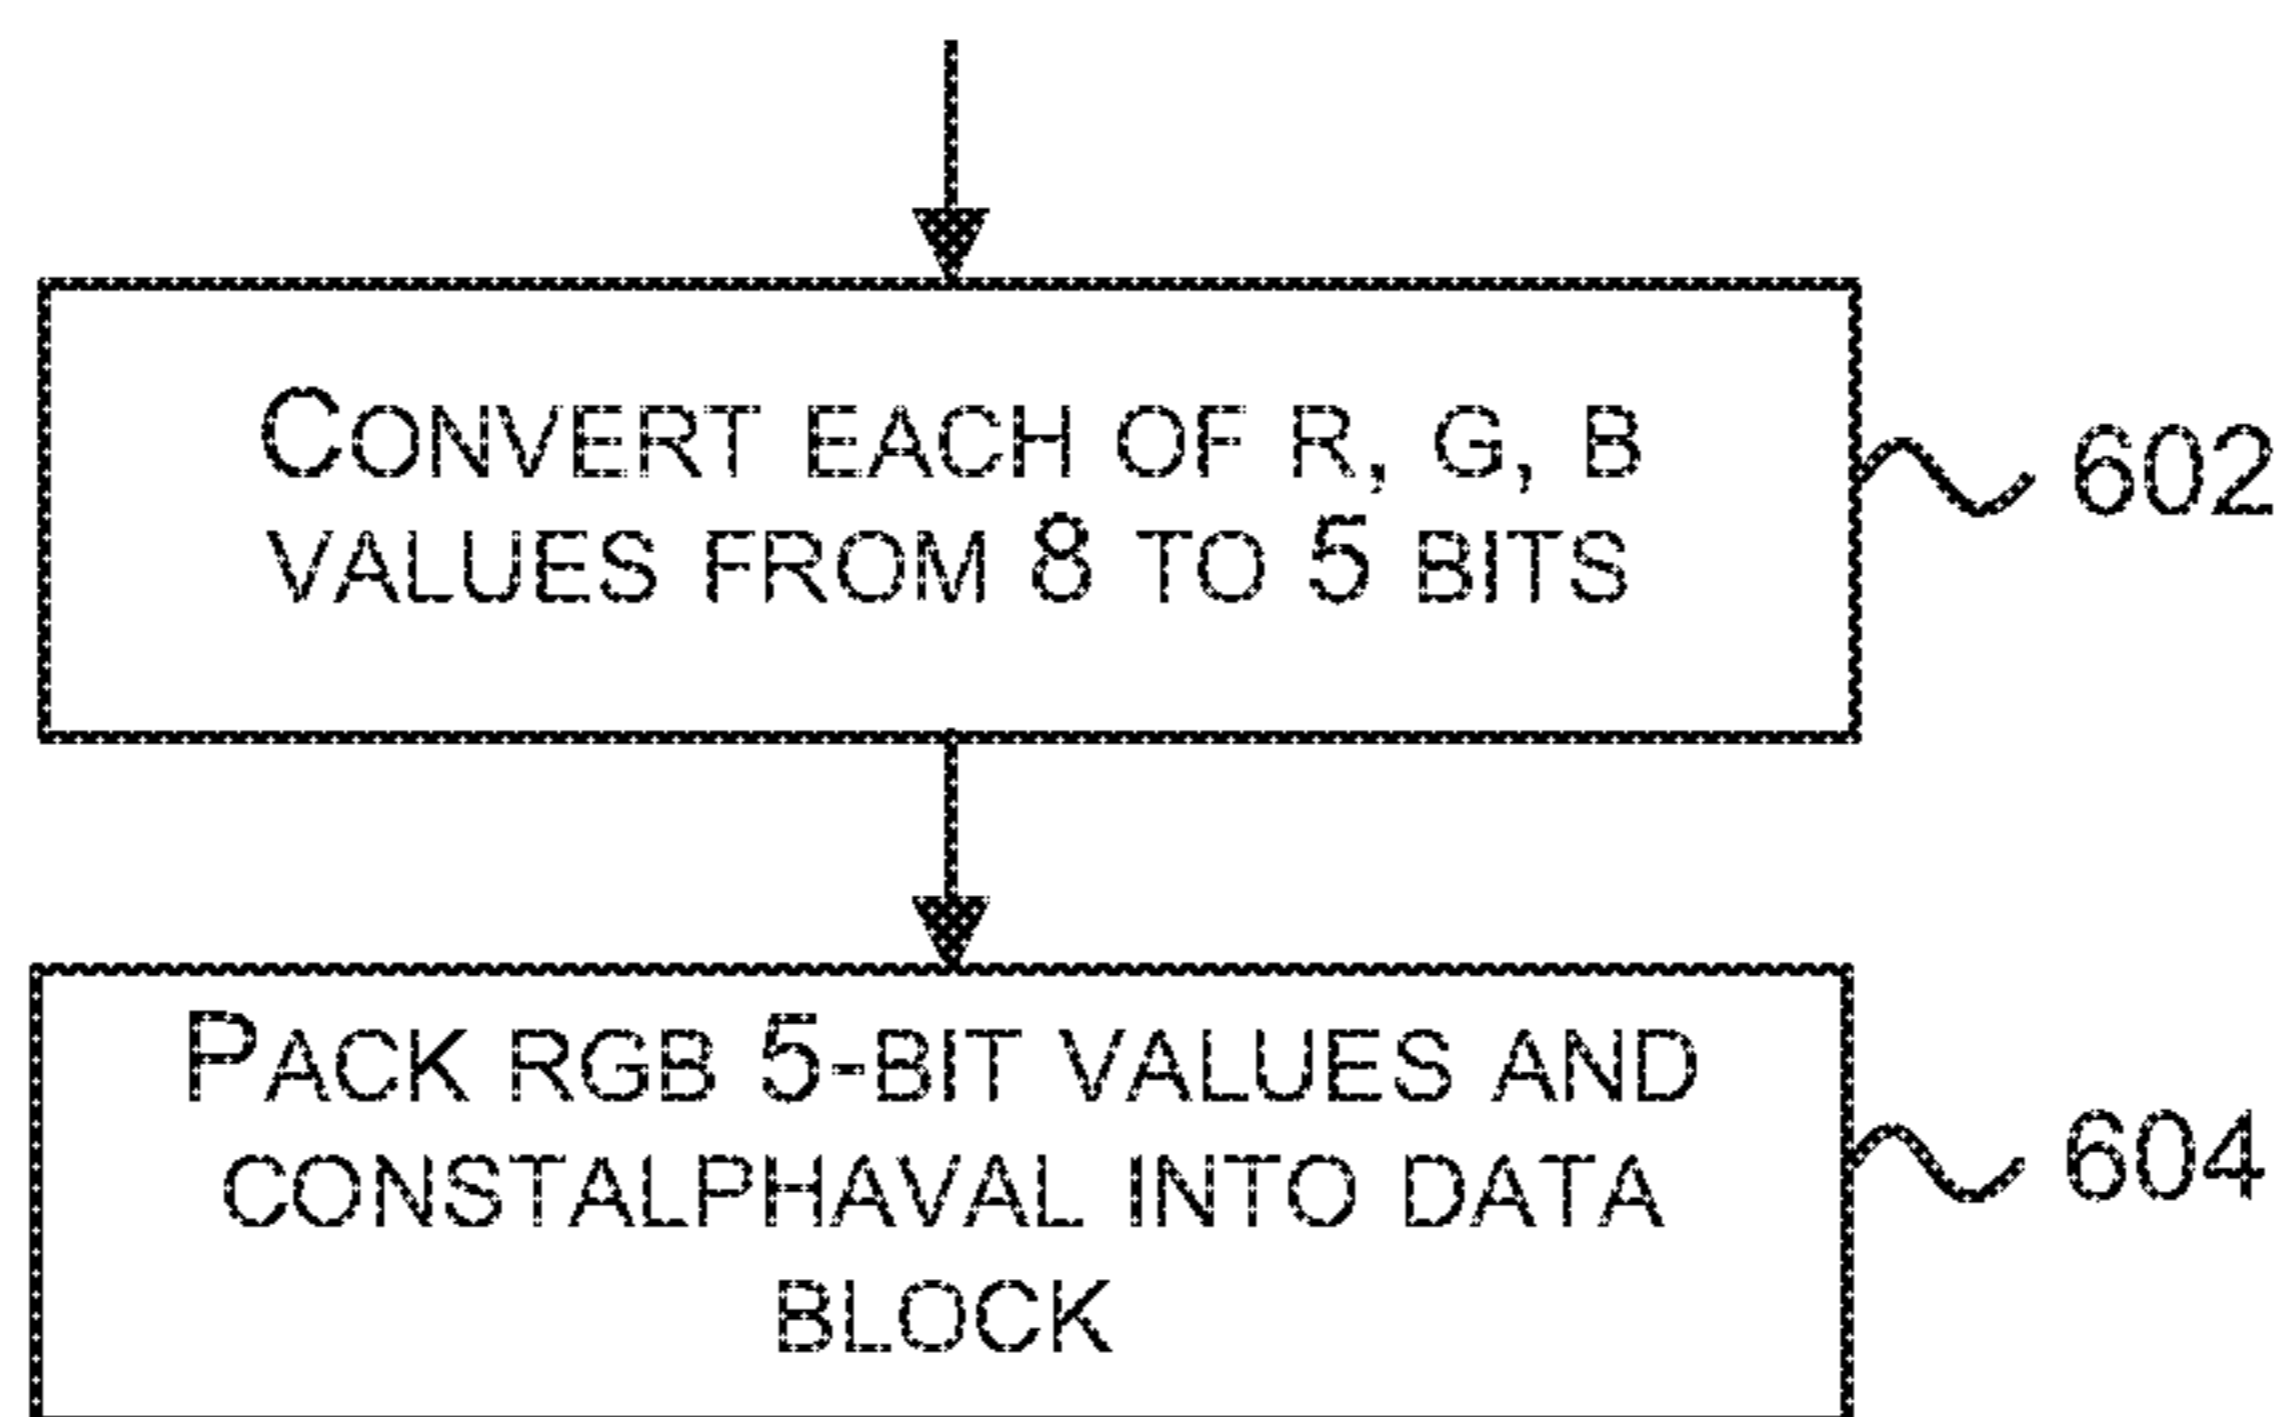 CONVERT EACH OF R, G, B
VALUES FROM 8 TO 5 BITS
602
PACK RGB 5-BIT VALUES AND
CONSTALPHAVAL INTO DATA
BLOCK
604